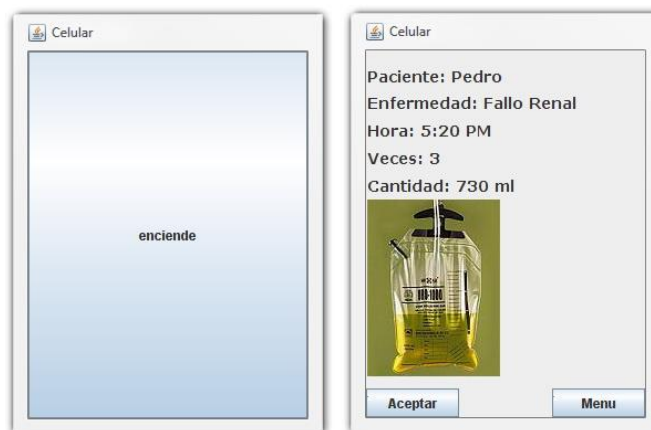 Celular
enciende
Celular
Paciente: Pedro
Enfermedad: Fallo Renal
Hora: 5:20 PM
Veces: 3
Cantidad: 730 ml
Aceptar
Menu